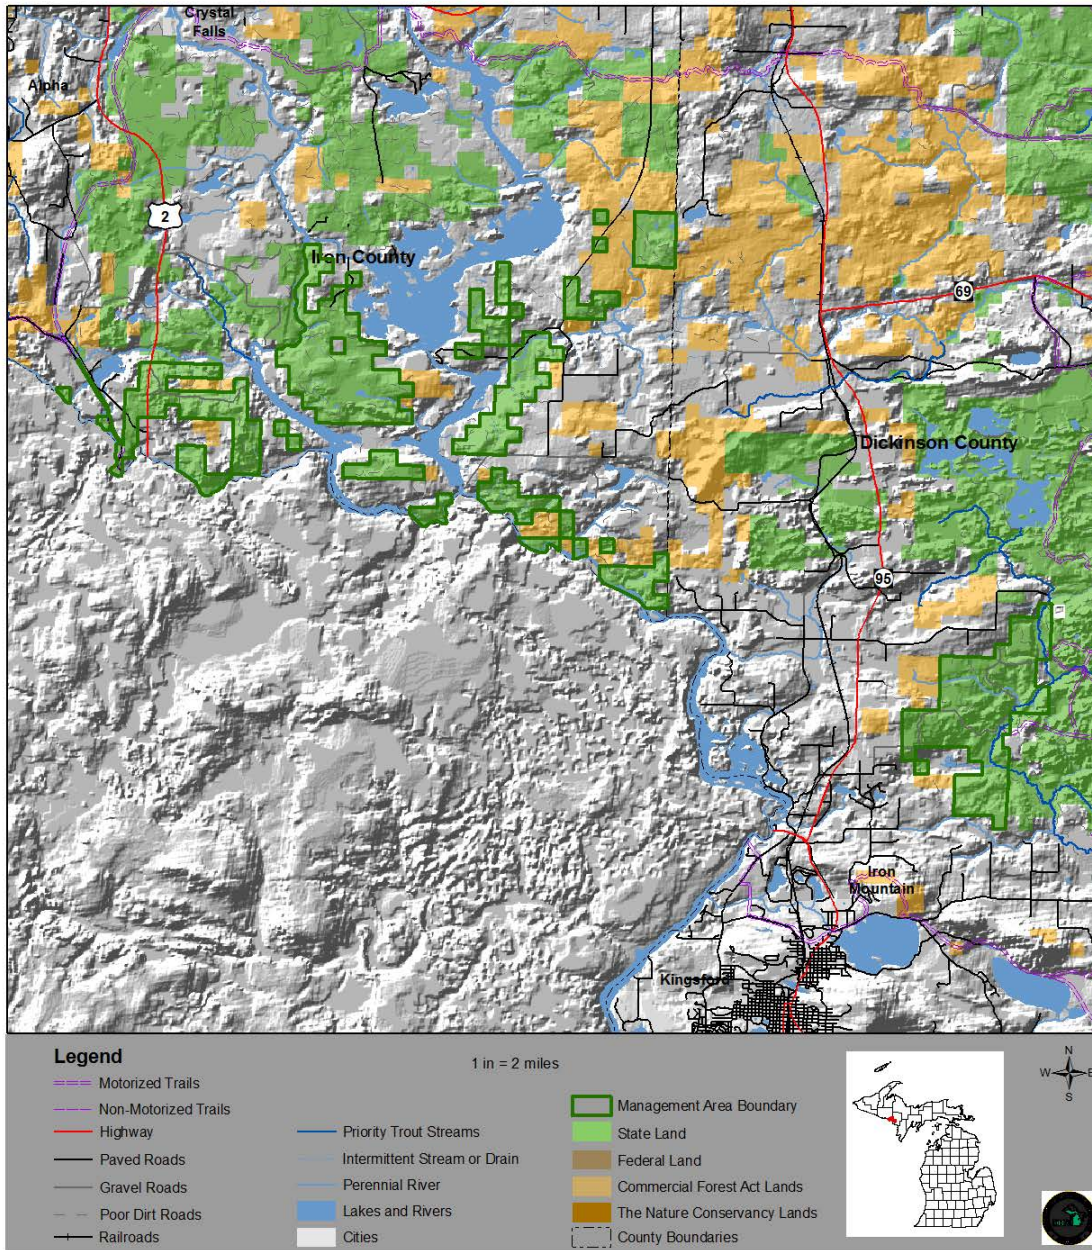 Crystal
Falls
Alpha
2
Iron County
69
Dickinson County
95
Iron
Mountain
Kingsford
Legend
1 in = 2 miles
Motorized Trails
Non-Motorized Trails
Highway
Paved Roads
Gravel Roads
Poor Dirt Roads
Railroads
Priority Trout Streams
Intermittent Stream or Drain
Perennial River
Lakes and Rivers
Cities
Management Area Boundary
State Land
Federal Land
Commercial Forest Act Lands
The Nature Conservancy Lands
County Boundaries
N
W E
S